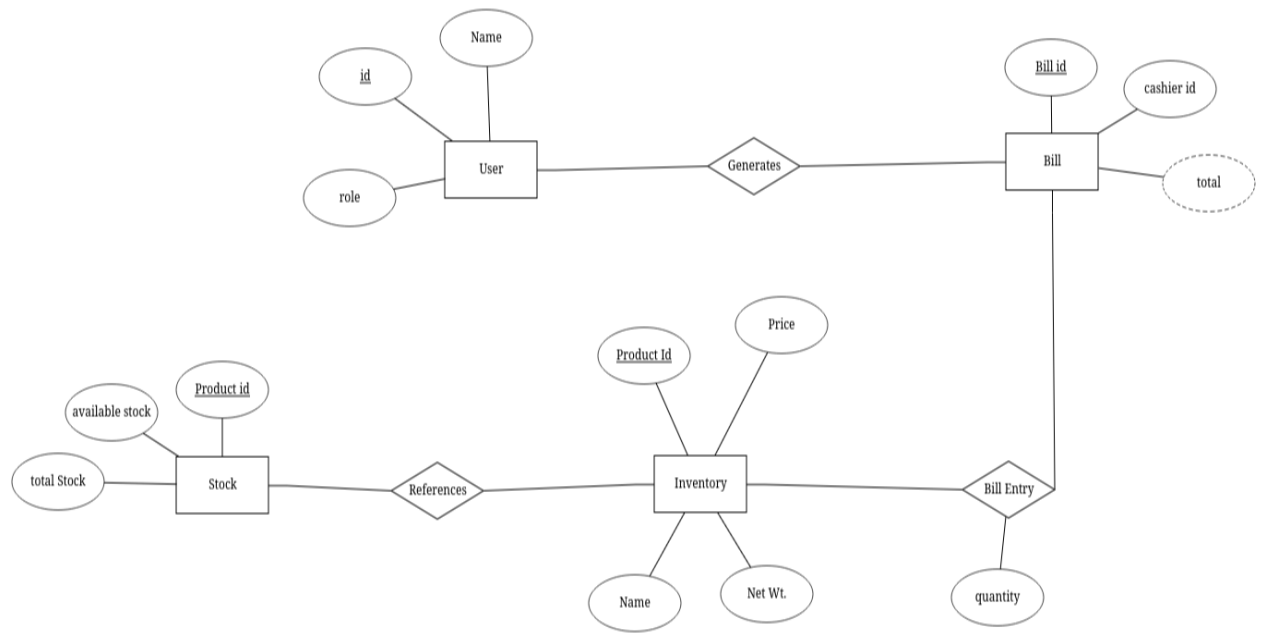 Name
id
Bill id
cashier id
User
Generates
Bill
role
total
Price
Product Id
Product id
available stock
total Stock
Stock
References
Inventory
Bill Entry
Name
Net Wt.
quantity